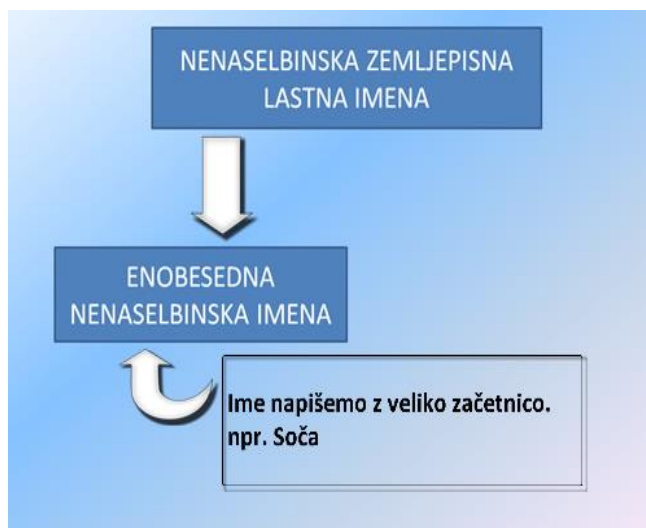 NENASELBINSKA ZEMLJEPISNA
LASTNA IMENA
ENOBESEDNA
NENASELBINSKA IMENA
Ime napišemo z veliko začetnico.
npr. Soča